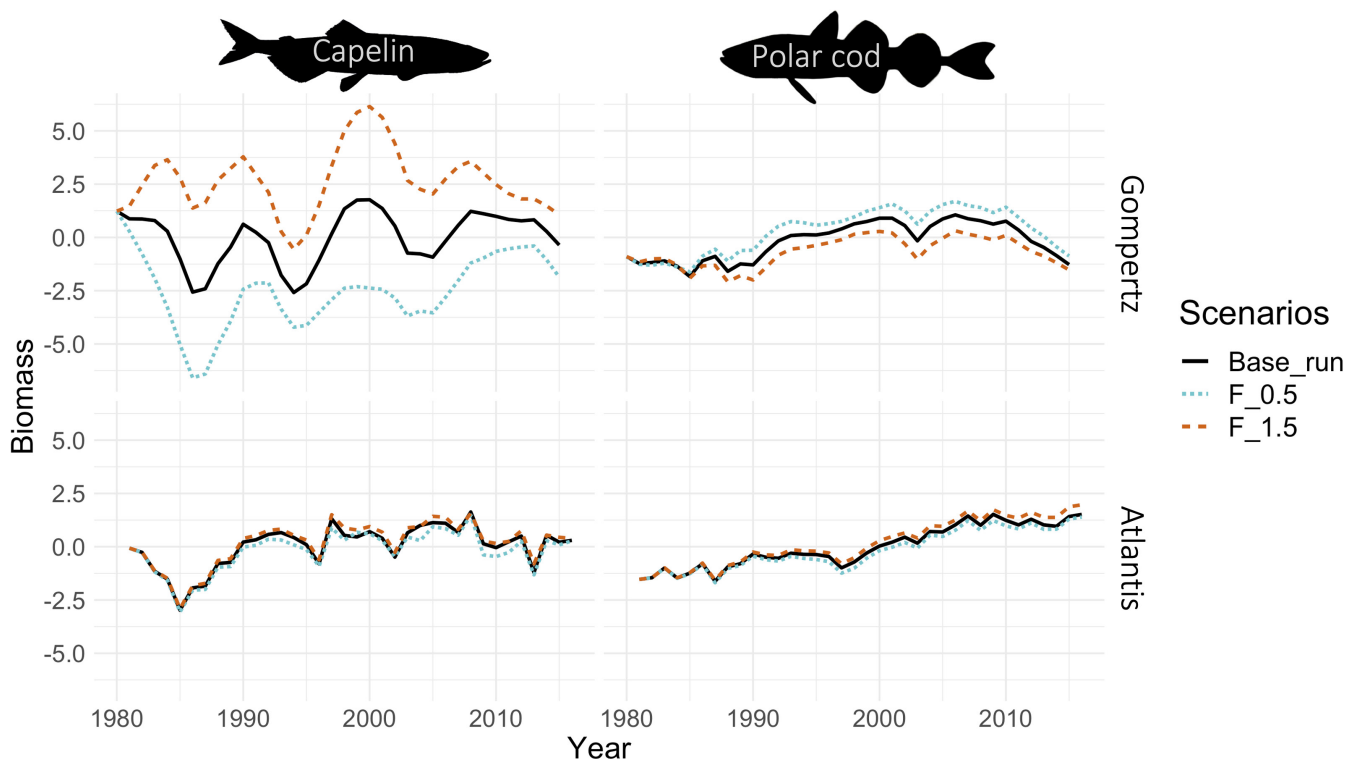 Capelin
Polar cod
5.0
2.5
0.0
-2.5
-5.0
Gompertz
Biomass
5.0
2.5
0.0
-2.5
-5.0
Atlantis
1980
1990
2000
2010
1980
1990
2000
2010
Year
Scenarios
Base_run
F_0.5
F_1.5